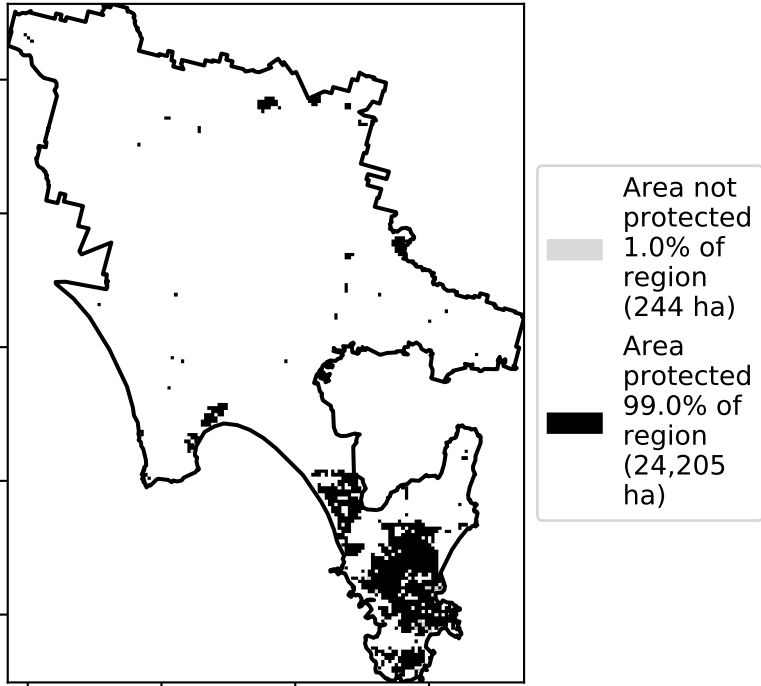 Area not
protected
1.0% of
region
(244 ha)
Area
protected
99.0% of
region
(24,205
ha)